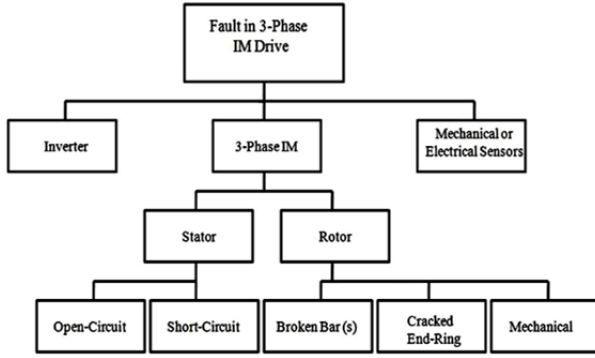 Fault in 3-Phase
IM Drive
Inverter
3-Phase IM
Mechanical or
Electrical Sensors
Stator
Rotor
Open-Circuit
Short-Circuit
Broken Bar (s)
Cracked
End-Ring
Mechanical